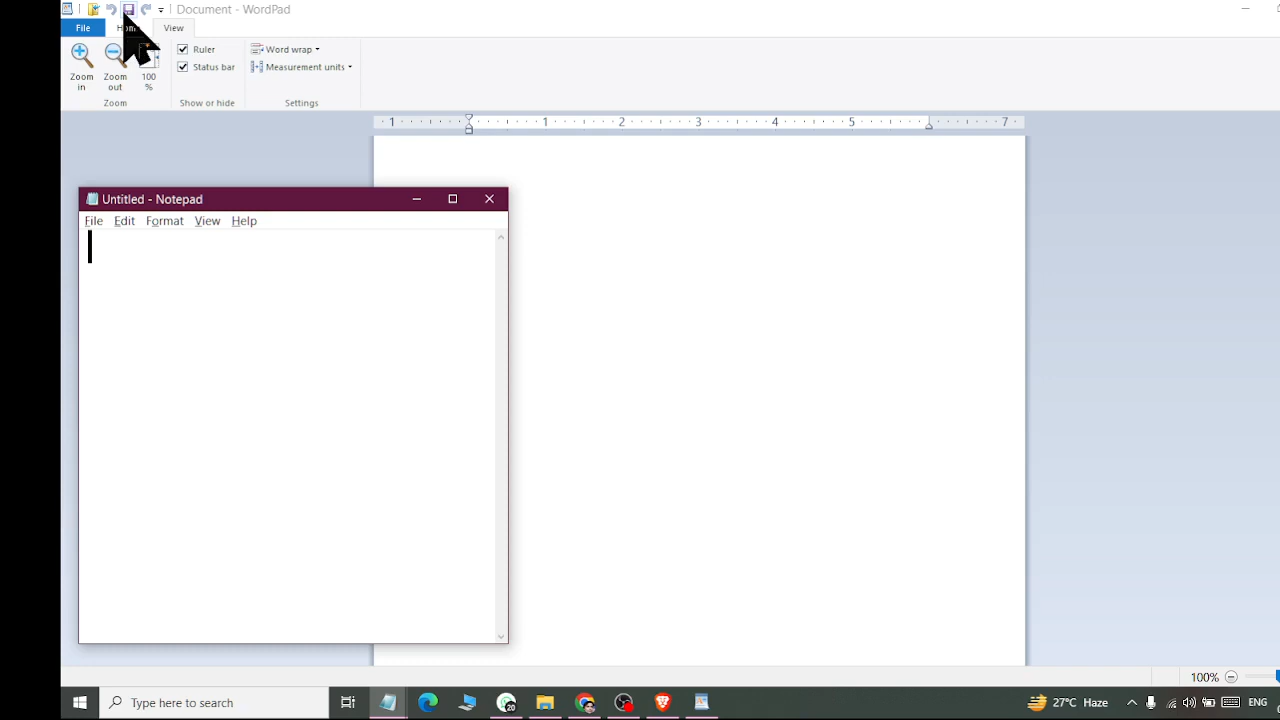 Document - WordPad
File
View
Zoom in
Zoom out
100 %
Zoom
Ruler
Status bar
Show or hide
Word wrap
Measurement units
Settings
1 1 2 3 4 5 7
Untitled - Notepad
File Edit Format View Help
100%
Type here to search
20
27°C Haze
ENG